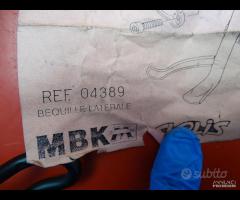 REF. 04389
BEQUILLE LATERALE
MBK
subito